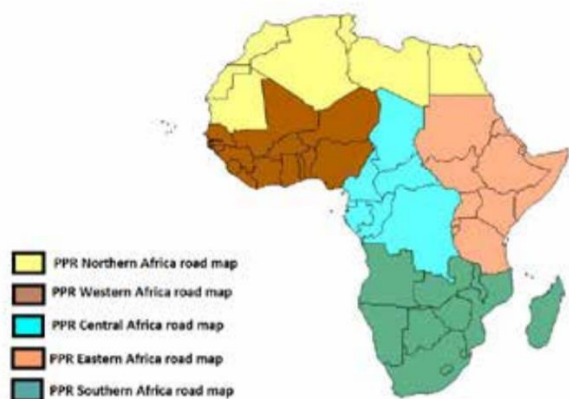 PPR Northern Africa road map
PPR Western Africa road map
PPR Central Africa road map
PPR Eastern Africa road map
PPR Southern Africa road map